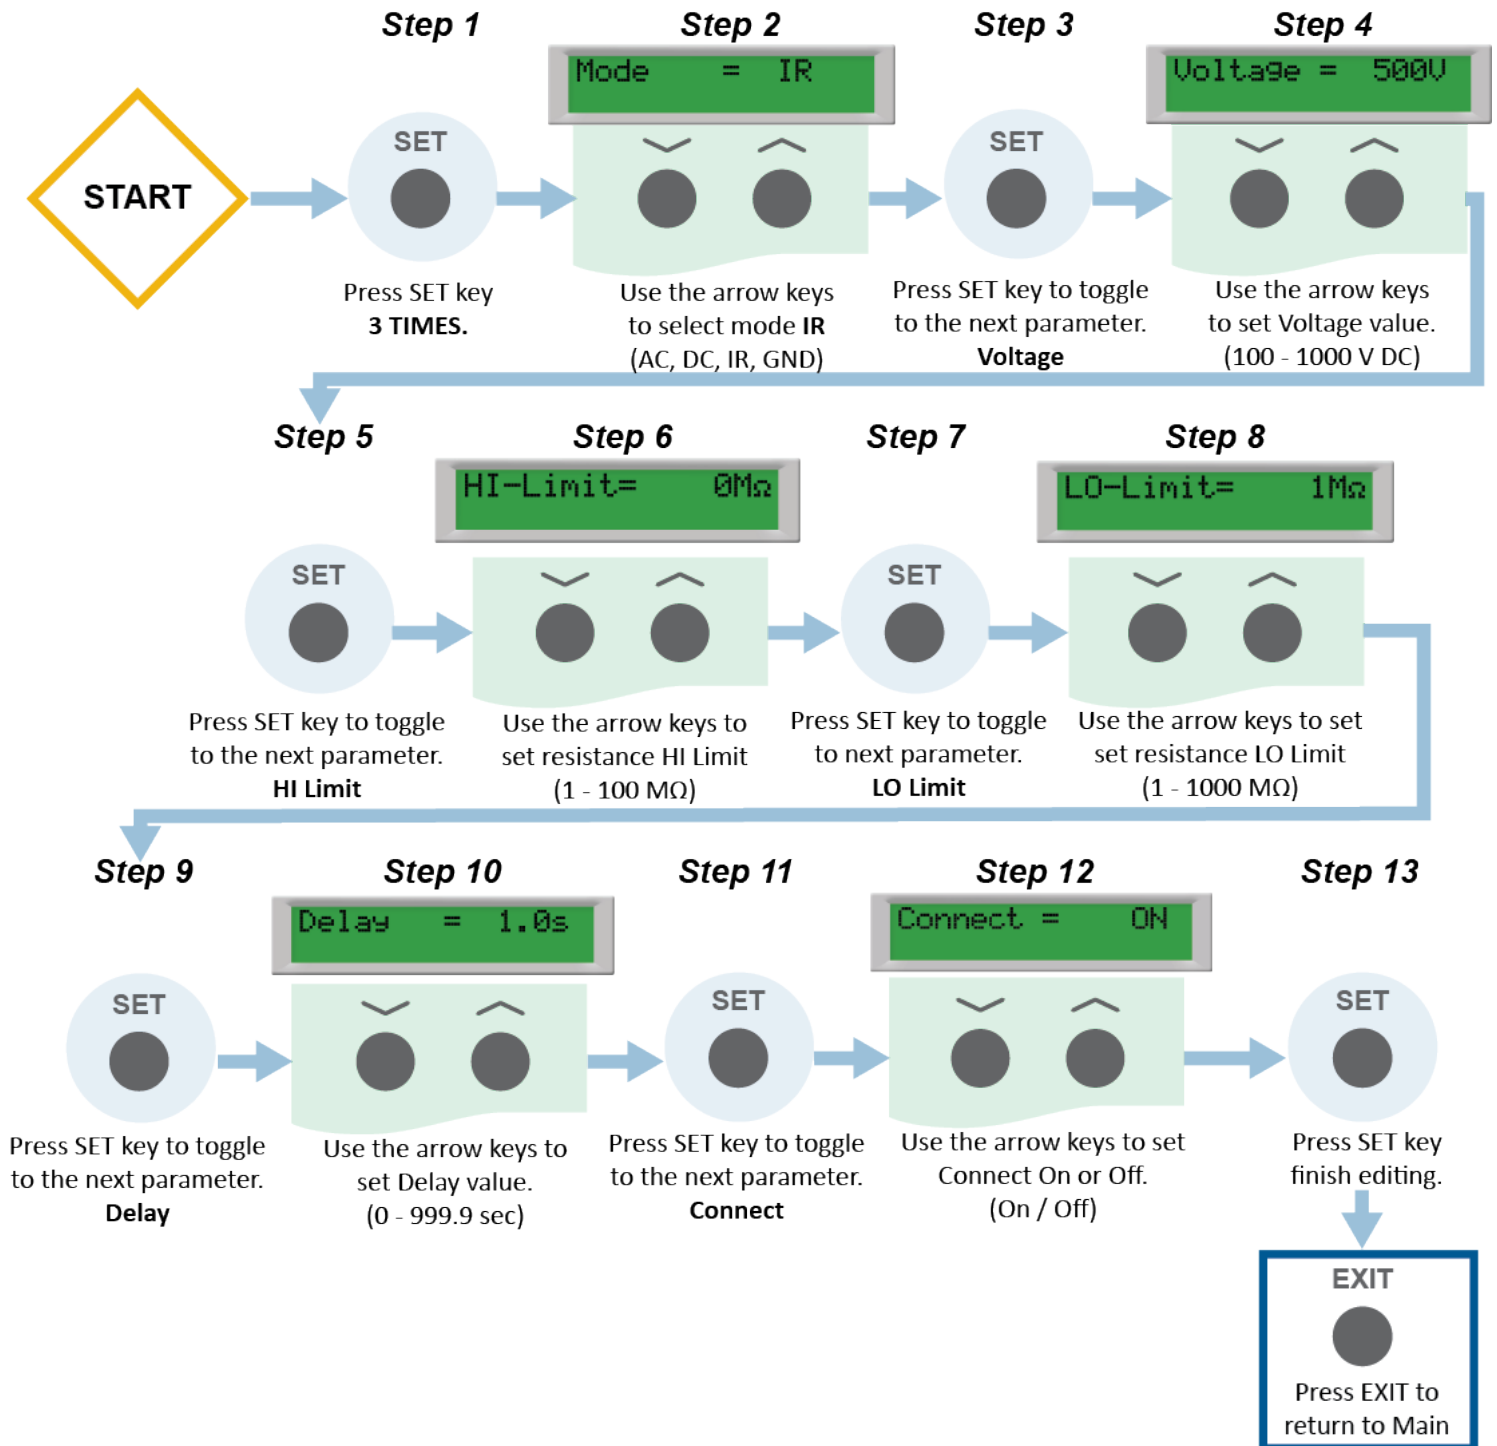 Step 1
Step 2
Step 3
Step 4
Mode = IR
Voltage = 500V
START
SET
SET
Press SET key
3 TIMES.
Use the arrow keys
to select mode IR
(AC, DC, IR, GND)
Press SET key to toggle
to the next parameter.
Voltage
Use the arrow keys
to set Voltage value.
(100 - 1000 V DC)
Step 5
Step 6
Step 7
Step 8
HI-Limit= 0MΩ
LO-Limit= 1MΩ
SET
SET
Press SET key to toggle
to the next parameter.
HI Limit
Use the arrow keys to
set resistance HI Limit
(1 - 100 MΩ)
Press SET key to toggle
to next parameter.
LO Limit
Use the arrow keys to set
set resistance LO Limit
(1 - 1000 MΩ)
Step 9
Step 10
Step 11
Step 12
Step 13
Delay = 1.0s
Connect = ON
SET
SET
SET
Press SET key to toggle
to the next parameter.
Delay
Use the arrow keys to
set Delay value.
(0 - 999.9 sec)
Press SET key to toggle
to the next parameter.
Connect
Use the arrow keys to set
Connect On or Off.
(On / Off)
Press SET key
finish editing.
EXIT
Press EXIT to
return to Main